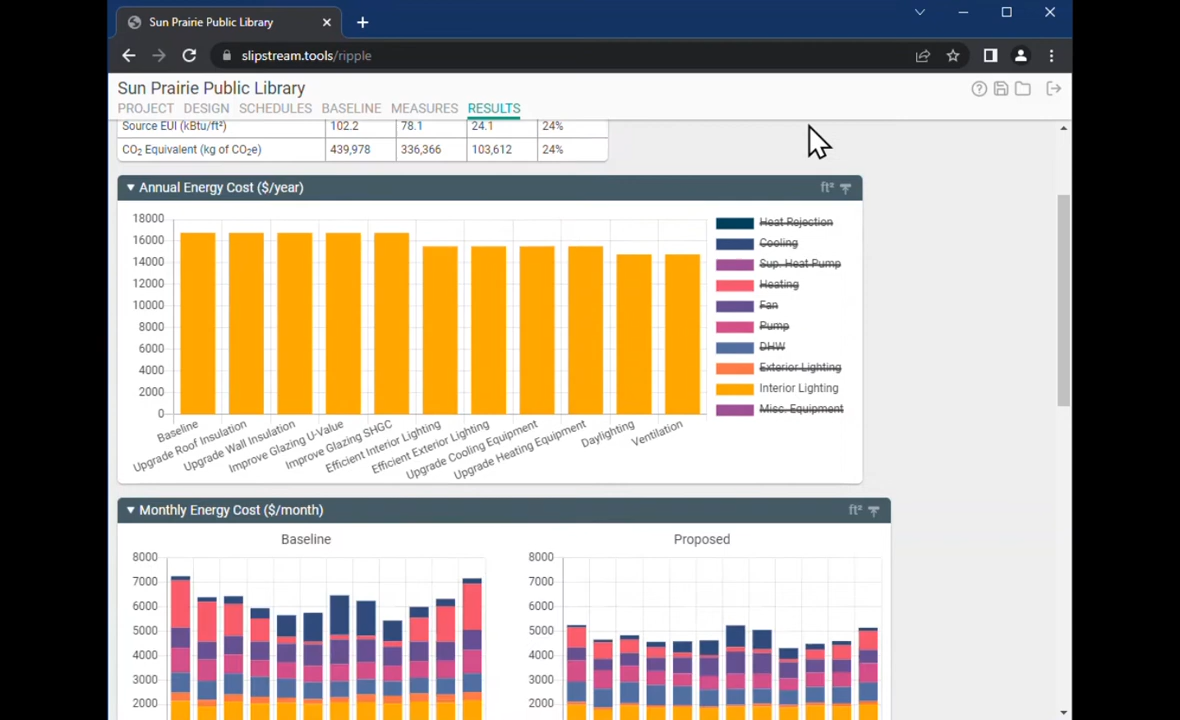 Sun Prairie Public Library
slipstream.tools/ripple
Sun Prairie Public Library
PROJECT DESIGN SCHEDULES BASELINE MEASURES RESULTS
Source EUI (kBtu/ft²) 102.2 78.1 24.1 24%
CO₂ Equivalent (kg of CO₂e) 439,978 336,366 103,612 24%
Annual Energy Cost ($/year) ft²
18000
16000
14000
12000
10000
8000
6000
4000
2000
0
Baseline
Upgrade Roof Insulation
Upgrade Wall Insulation
Improve Glazing U-Value
Improve Glazing SHGC
Efficient Interior Lighting
Efficient Exterior Lighting
Upgrade Cooling Equipment
Upgrade Heating Equipment
Daylighting
Ventilation
Heat Rejection
Cooling
Sup. Heat Pump
Heating
Fan
Pump
DHW
Exterior Lighting
Interior Lighting
Misc. Equipment
Monthly Energy Cost ($/month) ft²
Baseline
8000
7000
6000
5000
4000
3000
2000
Proposed
8000
7000
6000
5000
4000
3000
2000